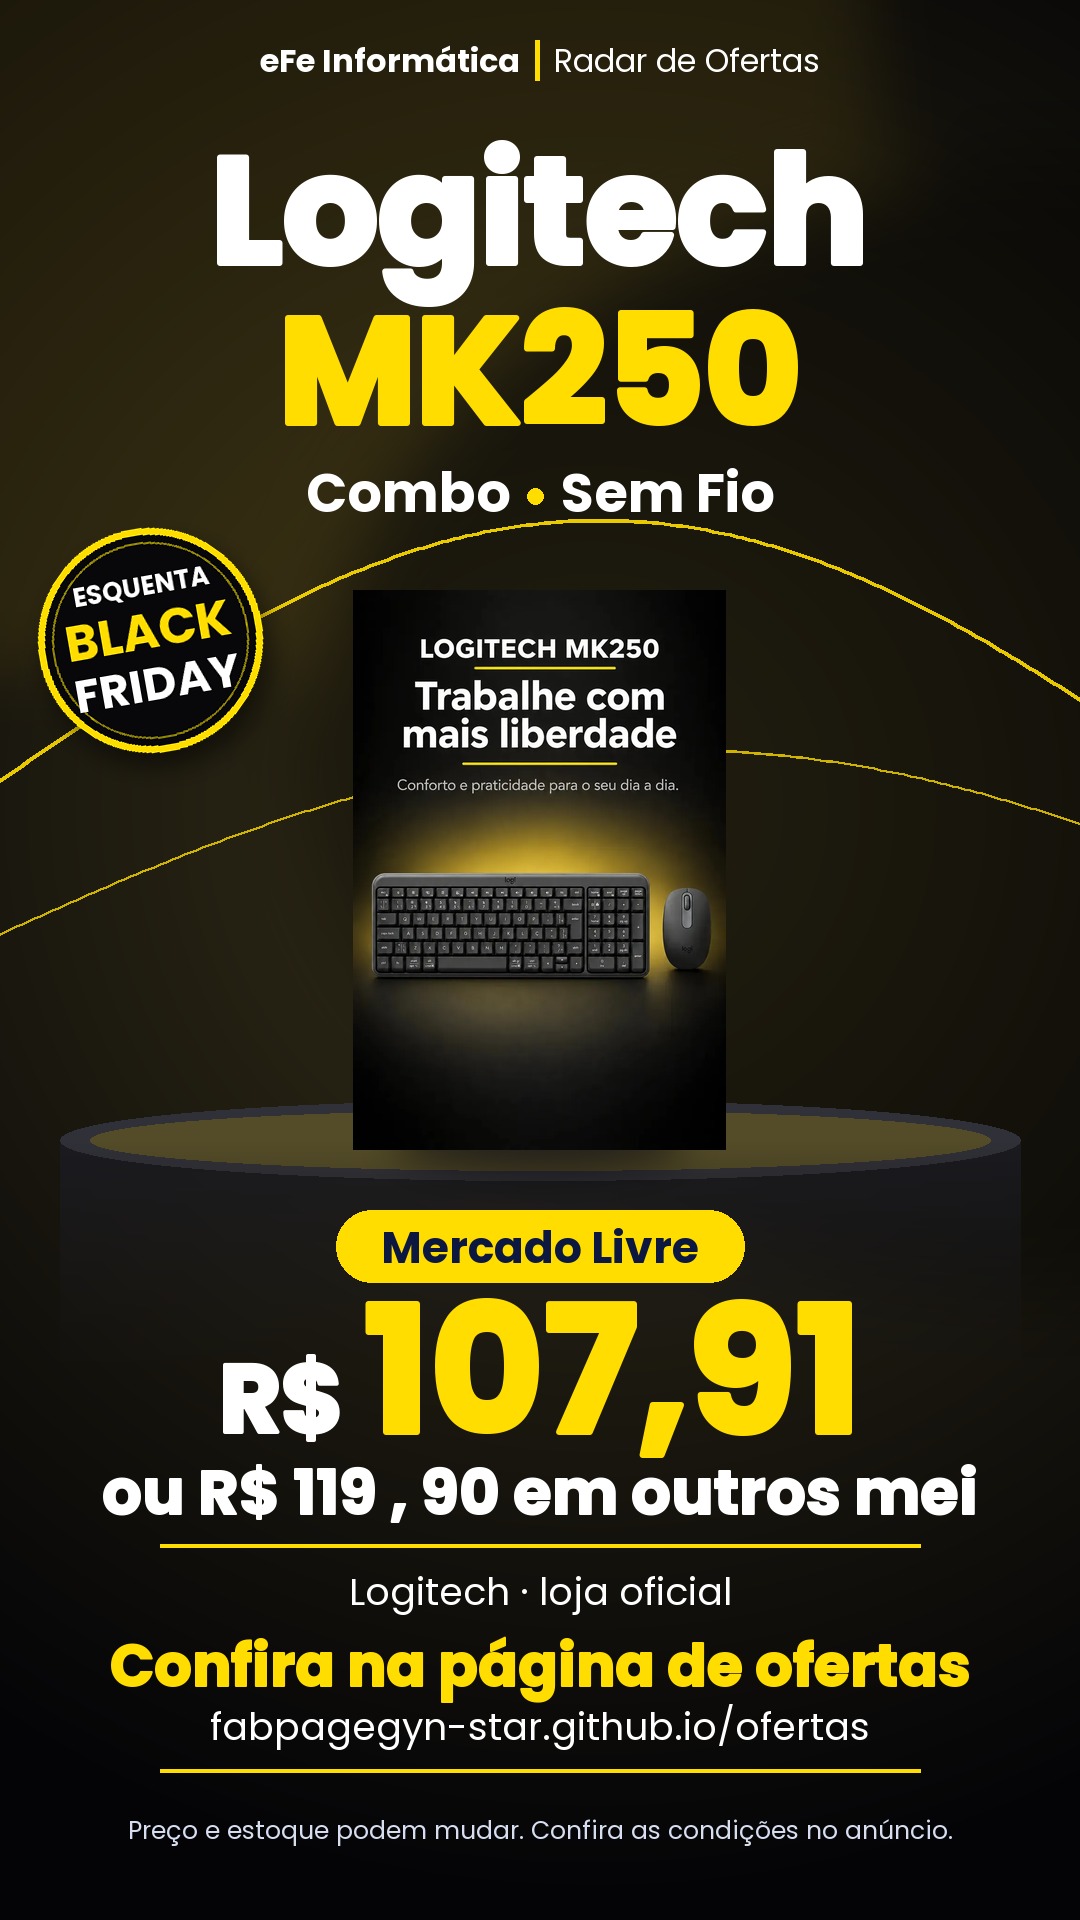 eFe Informática | Radar de Ofertas
Logitech
MK250
Combo • Sem Fio
ESQUENTA
BLACK
FRIDAY
LOGITECH MK250
Trabalhe com
mais liberdade
Conforto e praticidade para o seu dia a dia.
logi
logi
Mercado Livre
R$ 107,91
ou R$ 119 , 90 em outros mei
Logitech · loja oficial
Confira na página de ofertas
fabpagegyn-star.github.io/ofertas
Preço e estoque podem mudar. Confira as condições no anúncio.